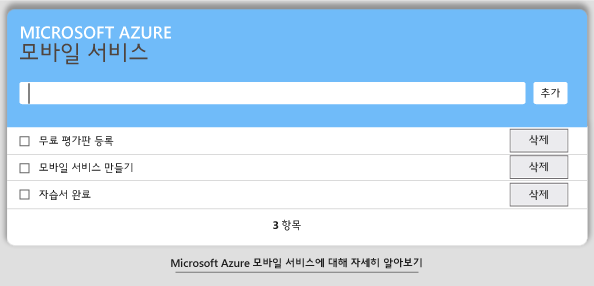 MICROSOFT AZURE
모바일 서비스
추가
무료 평가판 등록 삭제
모바일 서비스 만들기 삭제
자습서 완료 삭제
3 항목
Microsoft Azure 모바일 서비스에 대해 자세히 알아보기